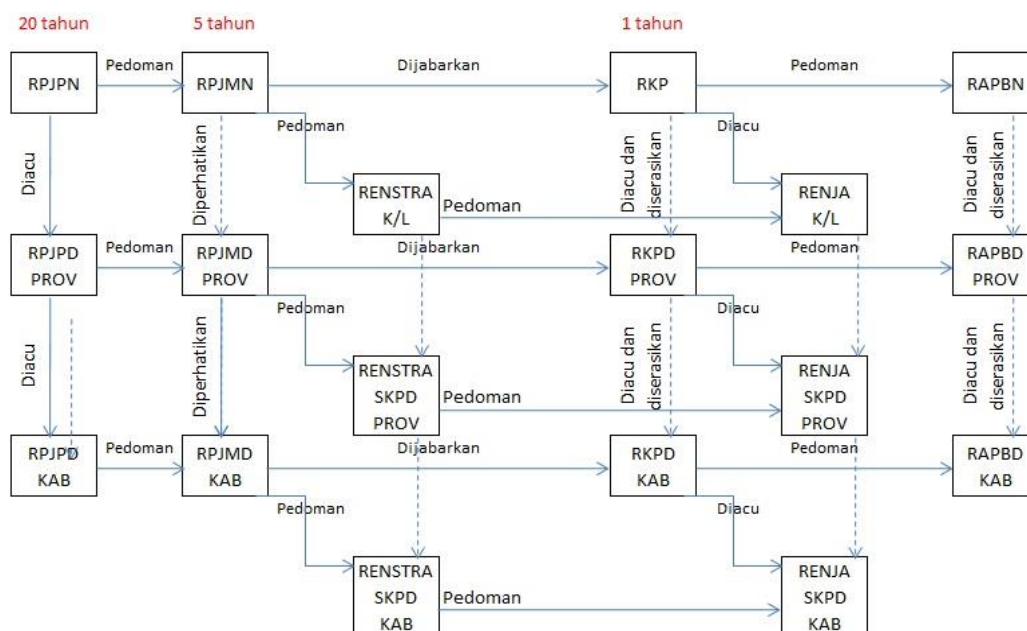 20 tahun
5 tahun
1 tahun
RPJPN
Pedoman
RPJMN
Dijabarkan
RKP
Pedoman
RAPBN
Pedoman
Diacu
Diacu
Diperhatikan
Diacu dan
diserasikan
Diacu dan
diserasikan
RENSTRA
K/L
Pedoman
RENJA
K/L
RPJPD
PROV
Pedoman
RPJMD
PROV
Dijabarkan
RKPD
PROV
Pedoman
RAPBD
PROV
Pedoman
Diacu
Diacu
Diperhatikan
Diacu dan
diserasikan
Diacu dan
diserasikan
RENSTRA
SKPD
PROV
Pedoman
RENJA
SKPD
PROV
RPJPD
KAB
Pedoman
RPJMD
KAB
Dijabarkan
RKPD
KAB
Pedoman
RAPBD
KAB
Pedoman
Diacu
RENSTRA
SKPD
KAB
Pedoman
RENJA
SKPD
KAB